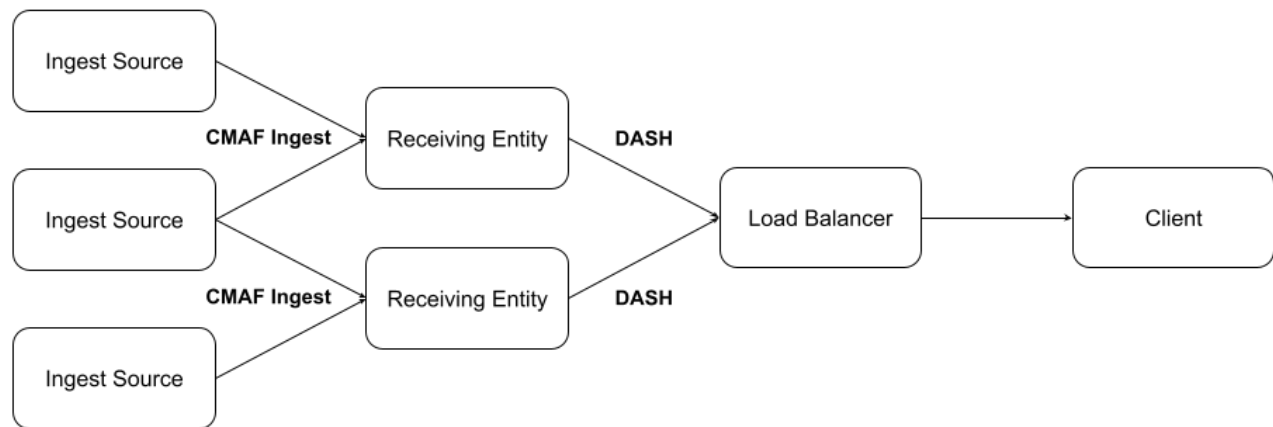 Ingest Source
CMAF Ingest
Receiving Entity
DASH
Ingest Source
Load Balancer
Client
CMAF Ingest
Receiving Entity
DASH
Ingest Source